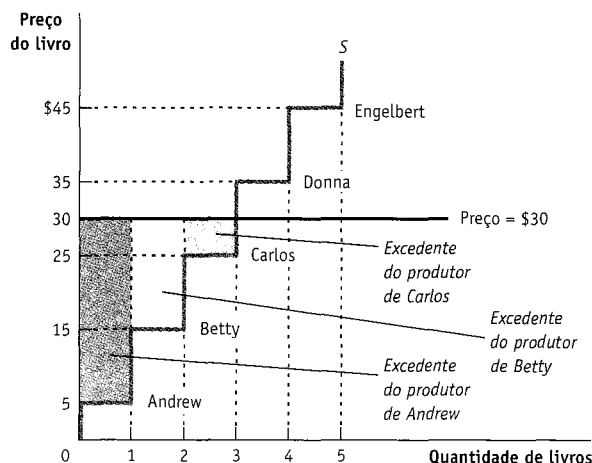 Preço
do livro
S
$45
Engelbert
35
Donna
30
Preço = $30
25
Carlos
Excedente
do produtor
de Carlos
Excedente
do produtor
de Betty
15
Betty
Excedente
do produtor
de Andrew
5
Andrew
0 1 2 3 4 5 Quantidade de livros